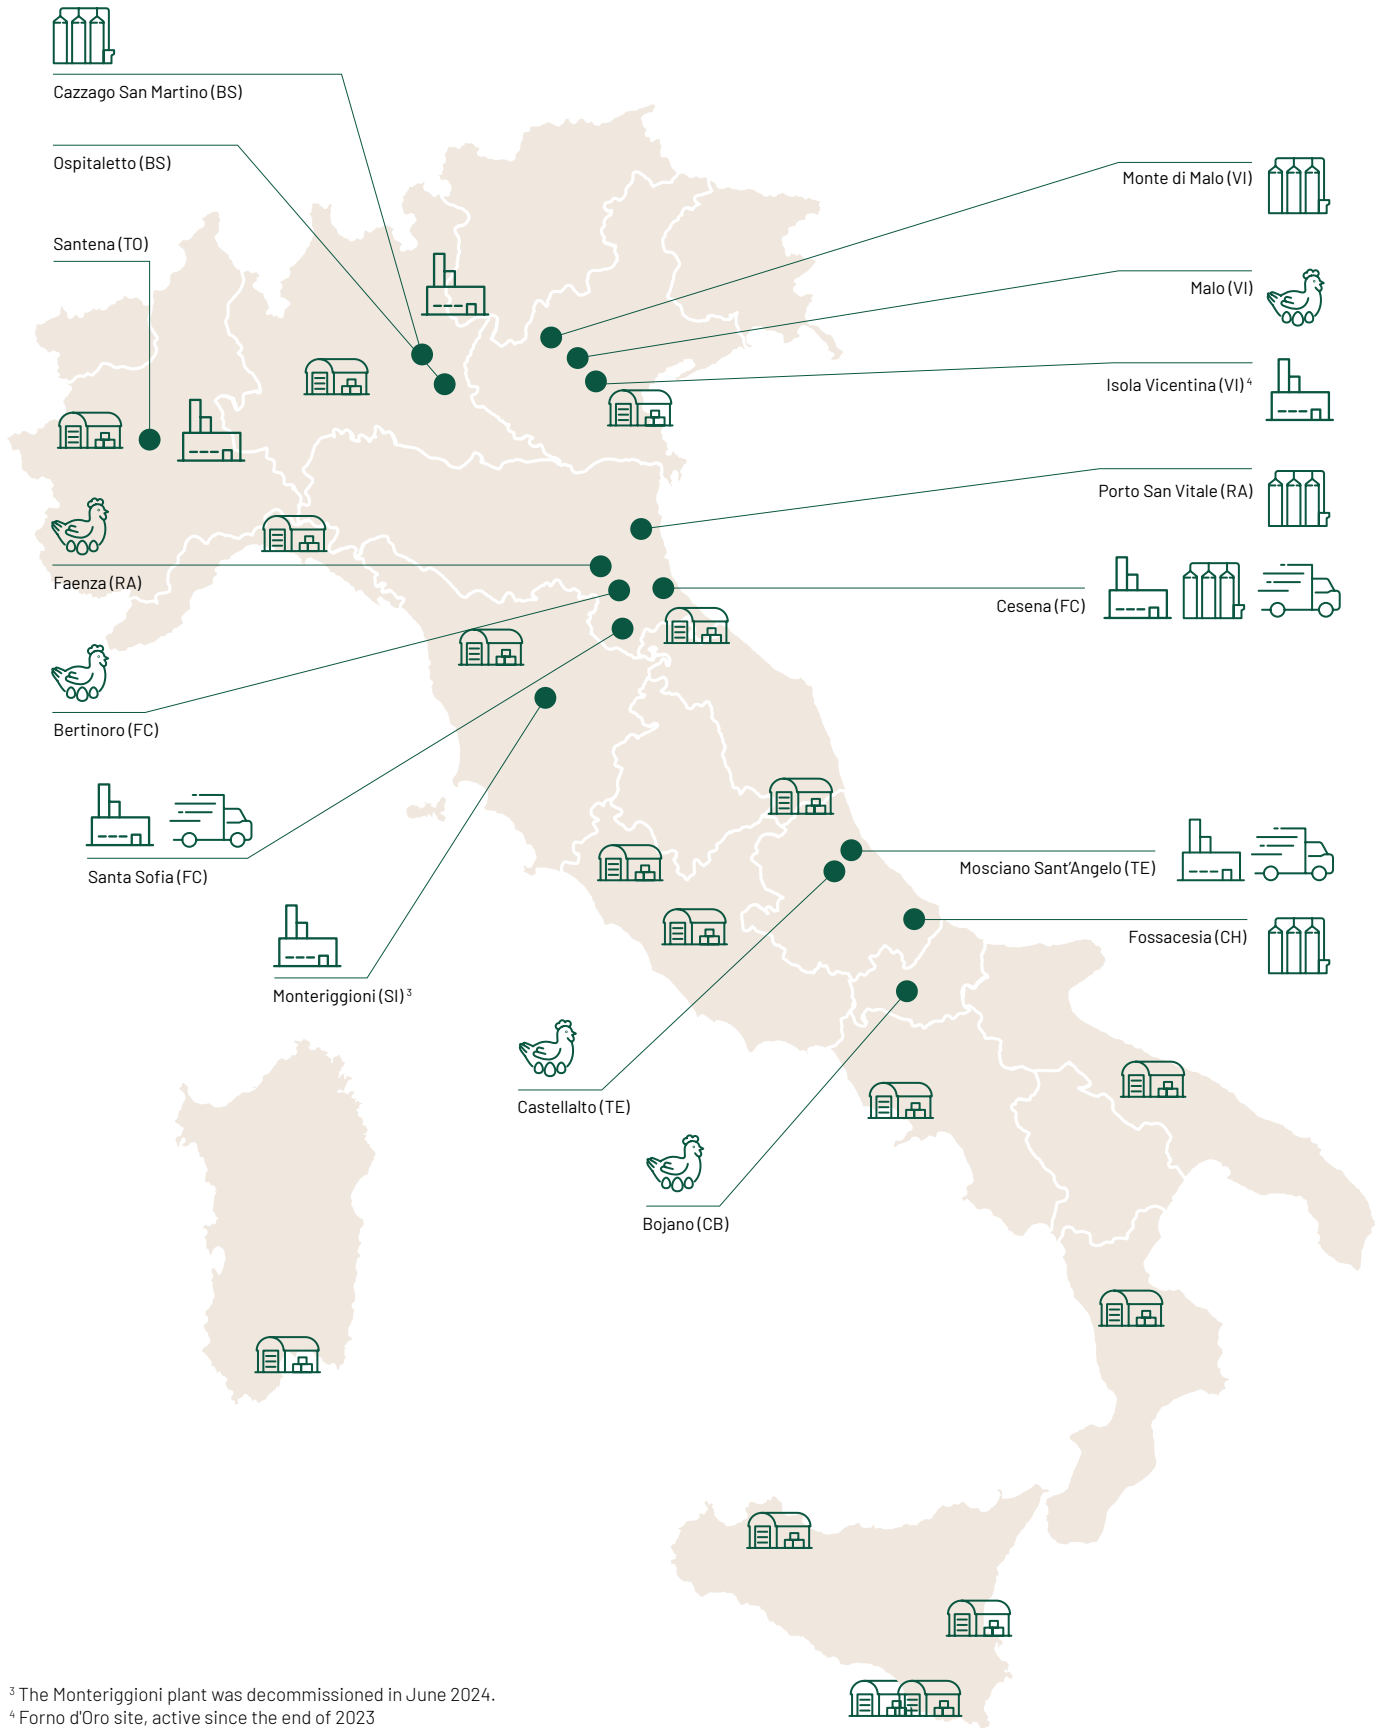 Cazzago San Martino (BS)
Ospitaletto (BS)
Santena (TO)
Monte di Malo (VI)
Malo (VI)
Isola Vicentina (VI) ⁴
Porto San Vitale (RA)
Faenza (RA)
Cesena (FC)
Bertinoro (FC)
Santa Sofia (FC)
Mosciano Sant’Angelo (TE)
Fossacesia (CH)
Monteriggioni (SI) ³
Castellalto (TE)
Bojano (CB)
³ The Monteriggioni plant was decommissioned in June 2024.
⁴ Forno d'Oro site, active since the end of 2023